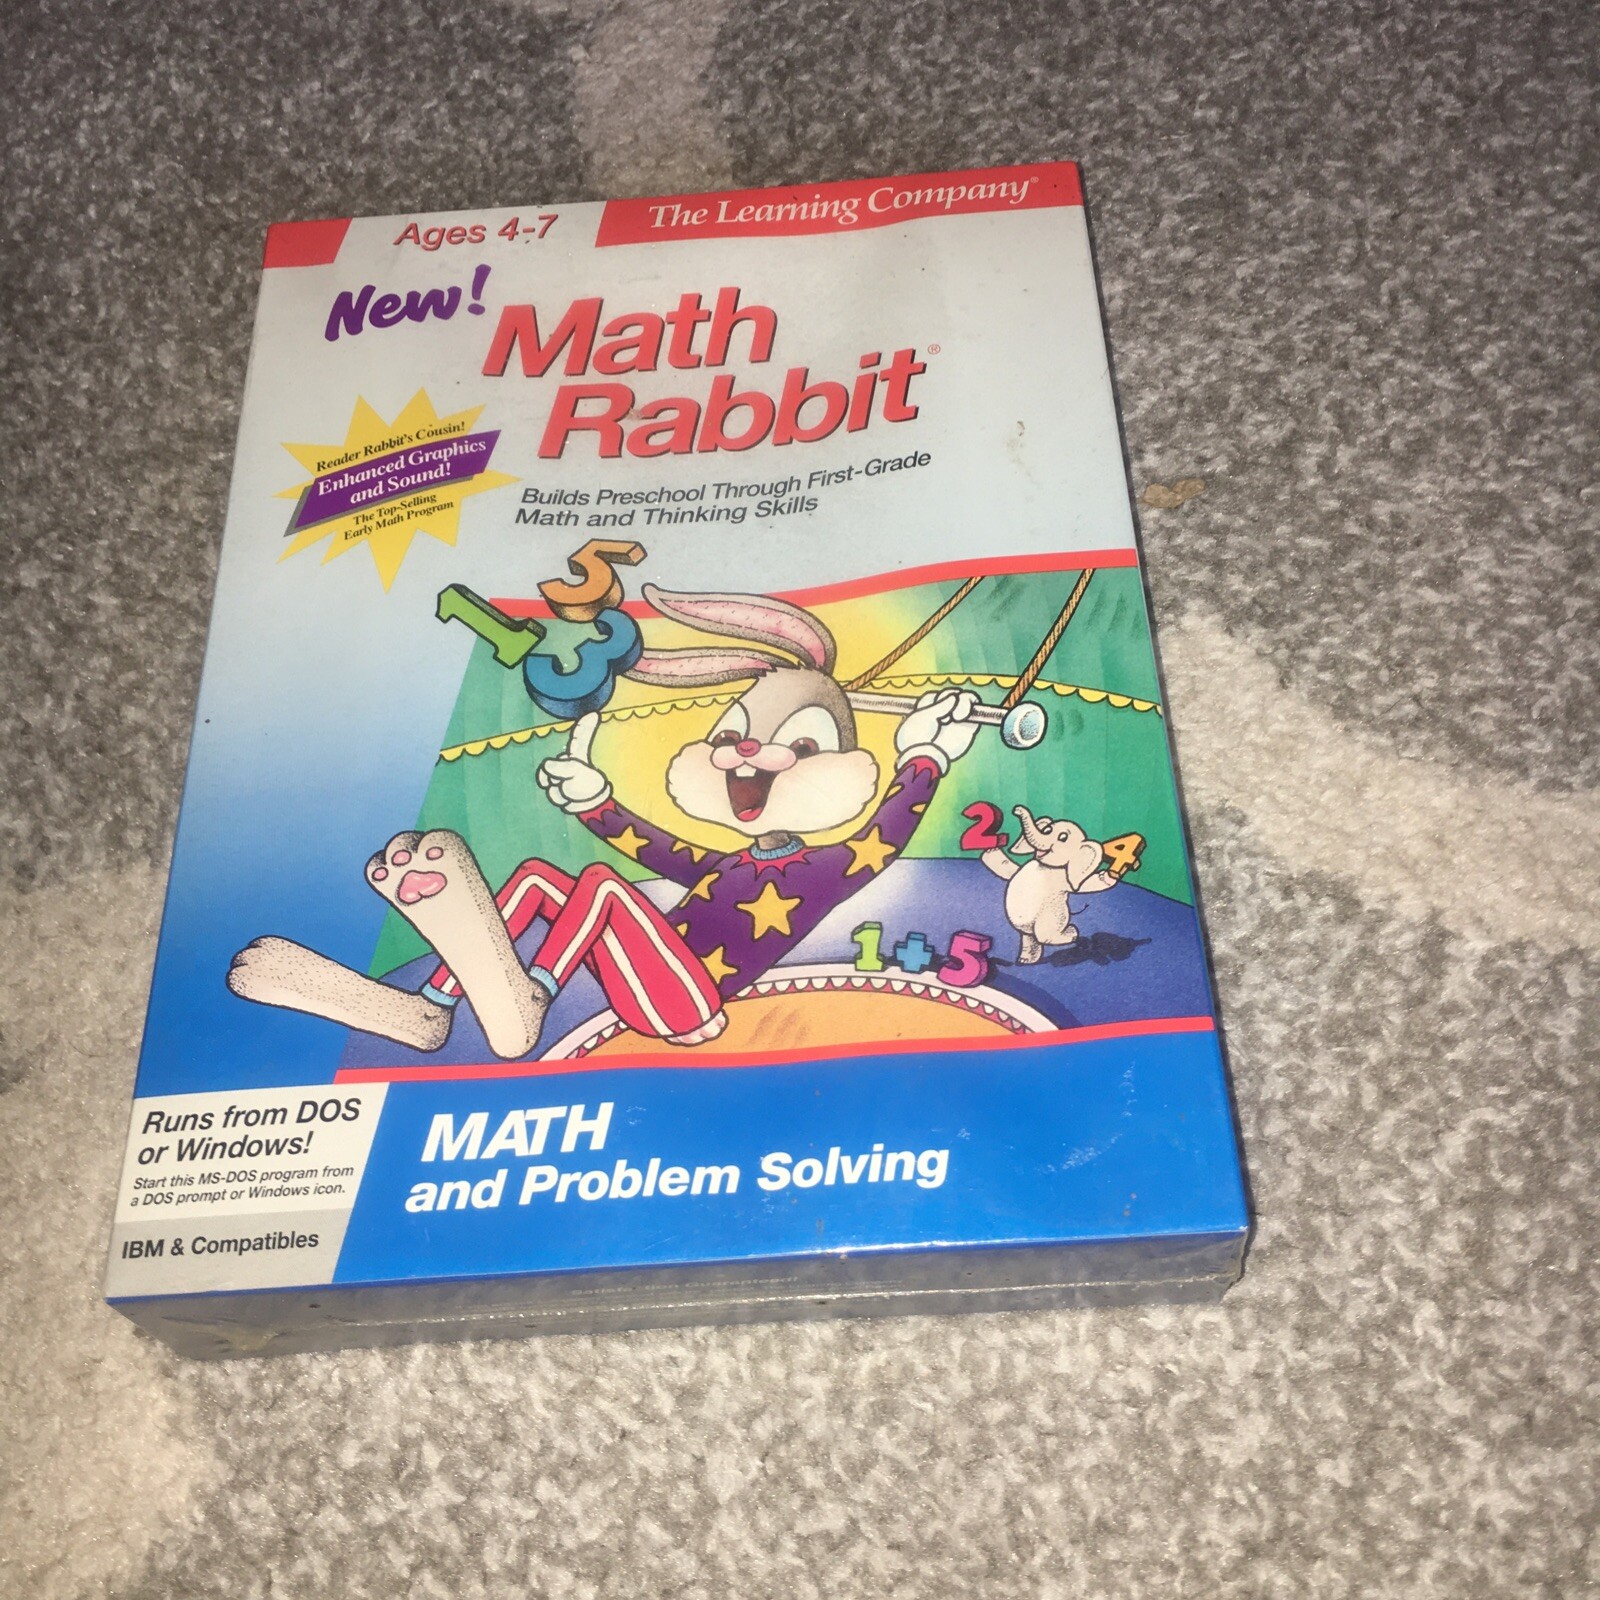 Ages 4-7
The Learning Company®
New!
Math
Rabbit®
Reader Rabbit's Cousin!
Enhanced Graphics
and Sound!
The Top-Selling
Early Math Program
Builds Preschool Through First-Grade
Math and Thinking Skills
5
1
3
2
4
1+5
Runs from DOS
or Windows!
Start this MS-DOS program from
a DOS prompt or Windows icon.
IBM & Compatibles
MATH
and Problem Solving